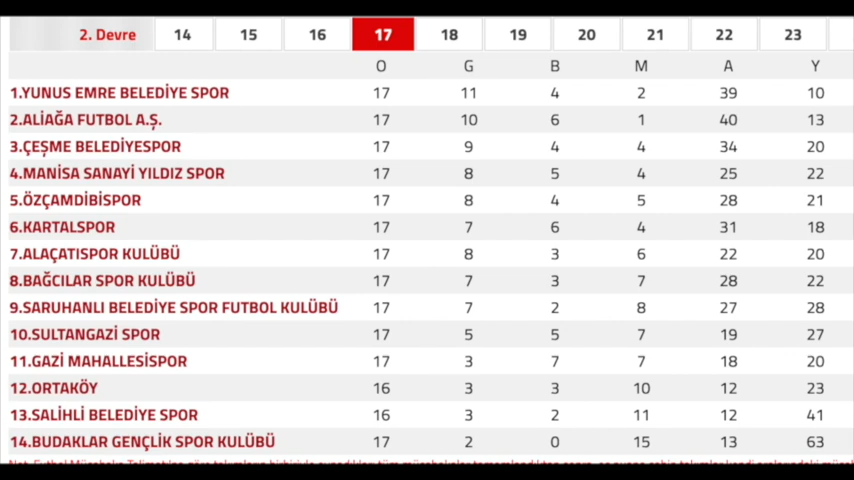 2. Devre 14 15 16 17 18 19 20 21 22 23
O G B M A Y
1.YUNUS EMRE BELEDİYE SPOR 17 11 4 2 39 10
2.ALİAĞA FUTBOL A.Ş. 17 10 6 1 40 13
3.ÇEŞME BELEDİYESPOR 17 9 4 4 34 20
4.MANİSA SANAYİ YILDIZ SPOR 17 8 5 4 25 22
5.ÖZÇAMDİBİSPOR 17 8 4 5 28 21
6.KARTALSPOR 17 7 6 4 31 18
7.ALAÇATISPOR KULÜBÜ 17 8 3 6 22 20
8.BAĞCILAR SPOR KULÜBÜ 17 7 3 7 28 22
9.SARUHANLI BELEDİYE SPOR FUTBOL KULÜBÜ 17 7 2 8 27 28
10.SULTANGAZİ SPOR 17 5 5 7 19 27
11.GAZİ MAHALLESİSPOR 17 3 7 7 18 20
12.ORTAKÖY 16 3 3 10 12 23
13.SALİHLİ BELEDİYE SPOR 16 3 2 11 12 41
14.BUDAKLAR GENÇLİK SPOR KULÜBÜ 17 2 0 15 13 63